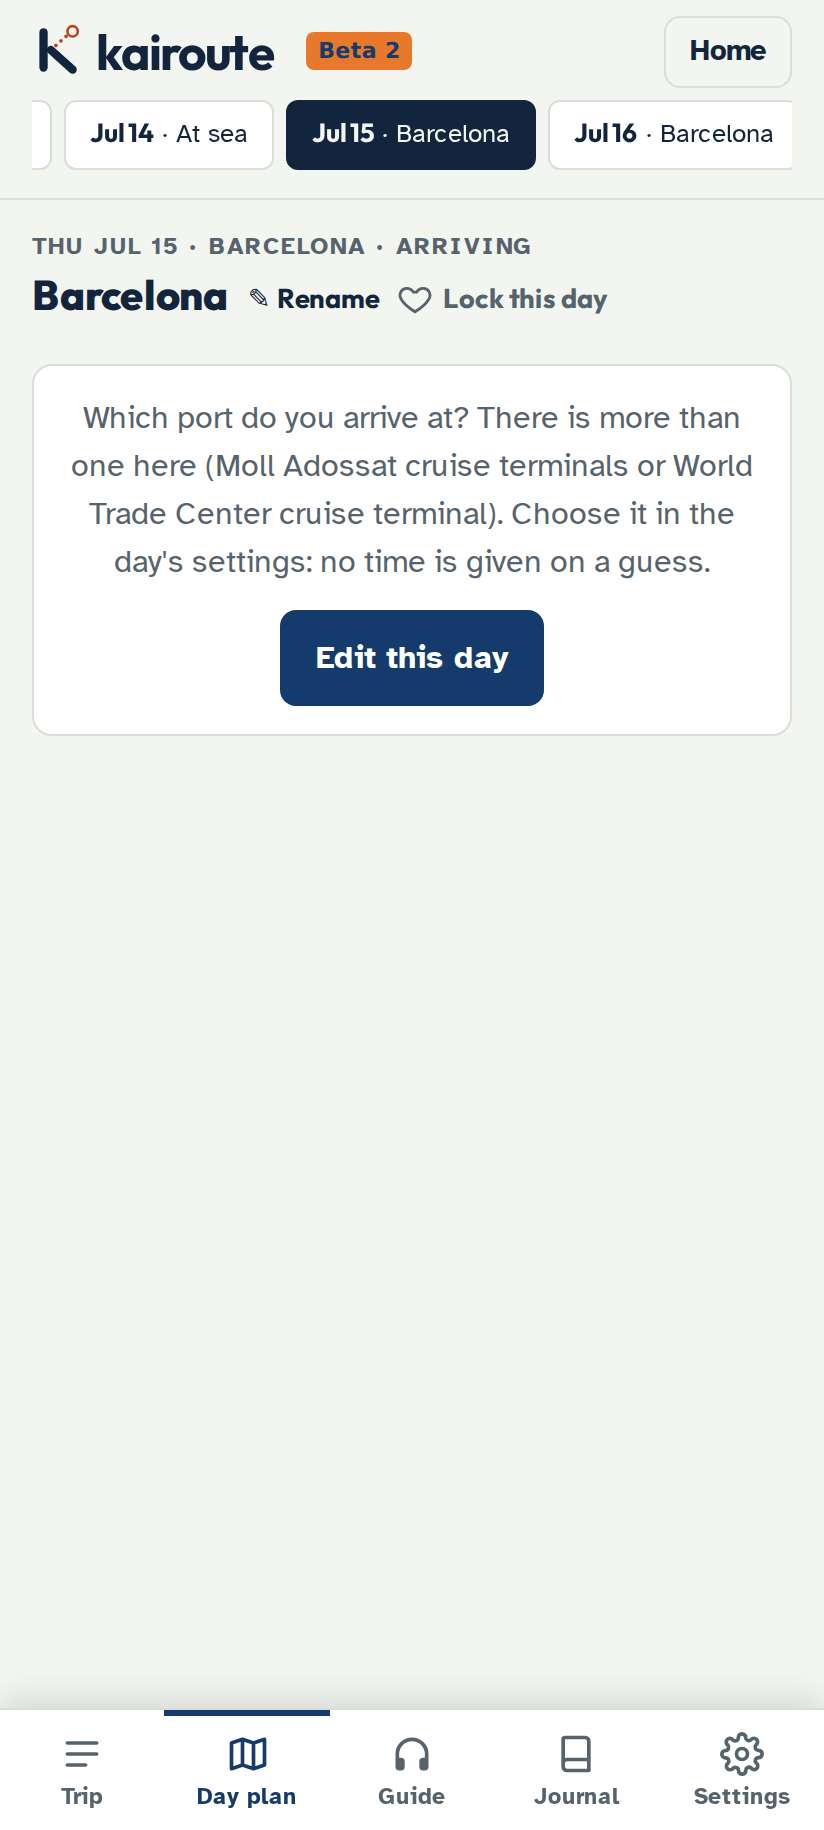 kairoute Beta 2 Home
Jul 14 · At sea Jul 15 · Barcelona Jul 16 · Barcelona
THU JUL 15 · BARCELONA · ARRIVING
Barcelona ✎ Rename Lock this day
Which port do you arrive at? There is more than
one here (Moll Adossat cruise terminals or World
Trade Center cruise terminal). Choose it in the
day's settings: no time is given on a guess.
Edit this day
Trip Day plan Guide Journal Settings